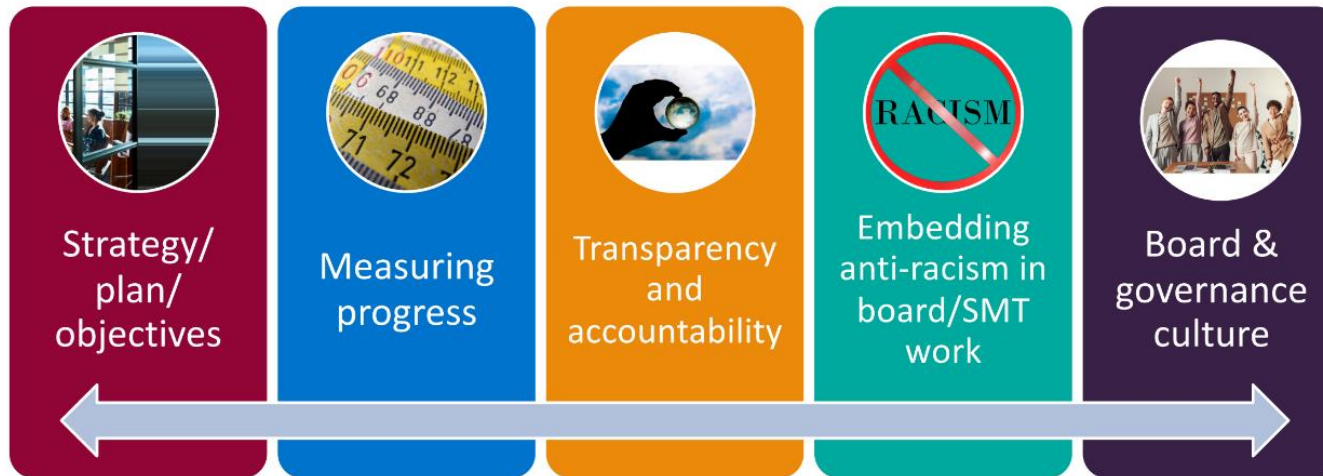 Strategy/
plan/
objectives
Measuring
progress
Transparency
and
accountability
RACISM
Embedding
anti-racism in
board/SMT
work
Board &
governance
culture